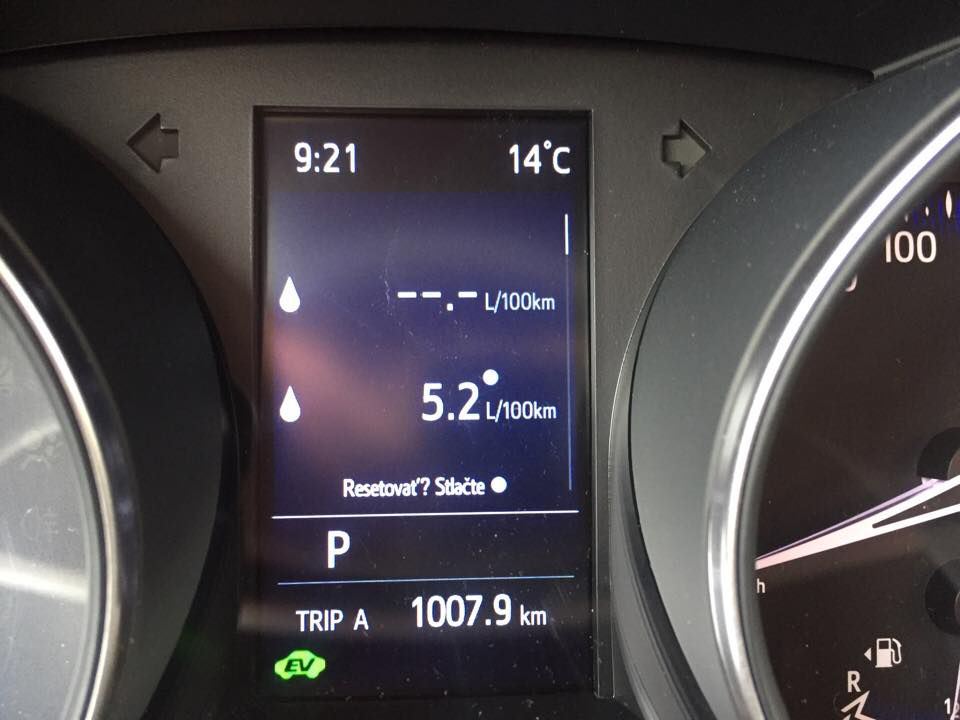 9:21 14°C
--.- L/100km
5.2 L/100km
Resetovať? Stlačte
P
TRIP A 1007.9 km
EV
100
h
R